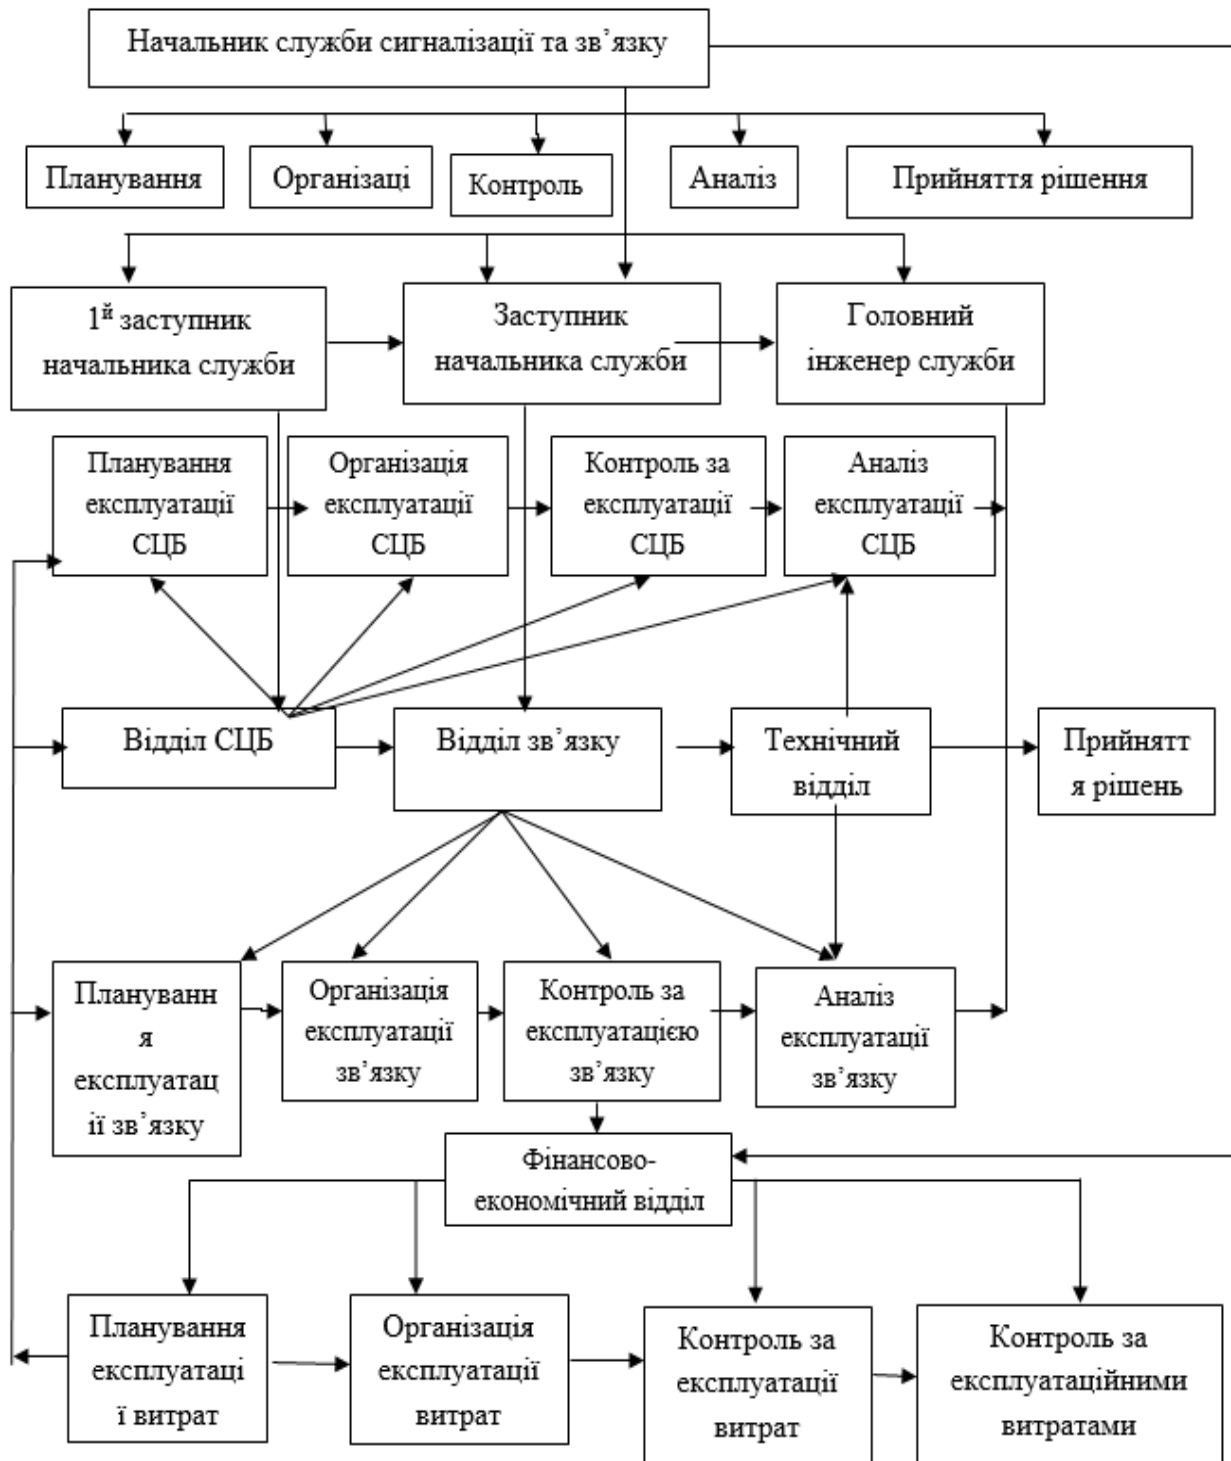 Начальник служби сигналізації та зв’язку
Планування
Організаці
Контроль
Аналіз
Прийняття рішення
1й заступник
начальника служби
Заступник
начальника служби
Головний
інженер служби
Планування
експлуатації
СЦБ
Організація
експлуатації
СЦБ
Контроль за
експлуатації
СЦБ
Аналіз
експлуатації
СЦБ
Відділ СЦБ
Відділ зв’язку
Технічний
відділ
Прийнятт
я рішень
Плануванн
я
експлуатац
ії зв’язку
Організація
експлуатації
зв’язку
Контроль за
експлуатацією
зв’язку
Аналіз
експлуатації
зв’язку
Фінансово-
економічний відділ
Планування
експлуатаці
ї витрат
Організація
експлуатації
витрат
Контроль за
експлуатації
витрат
Контроль за
експлуатаційними
витратами